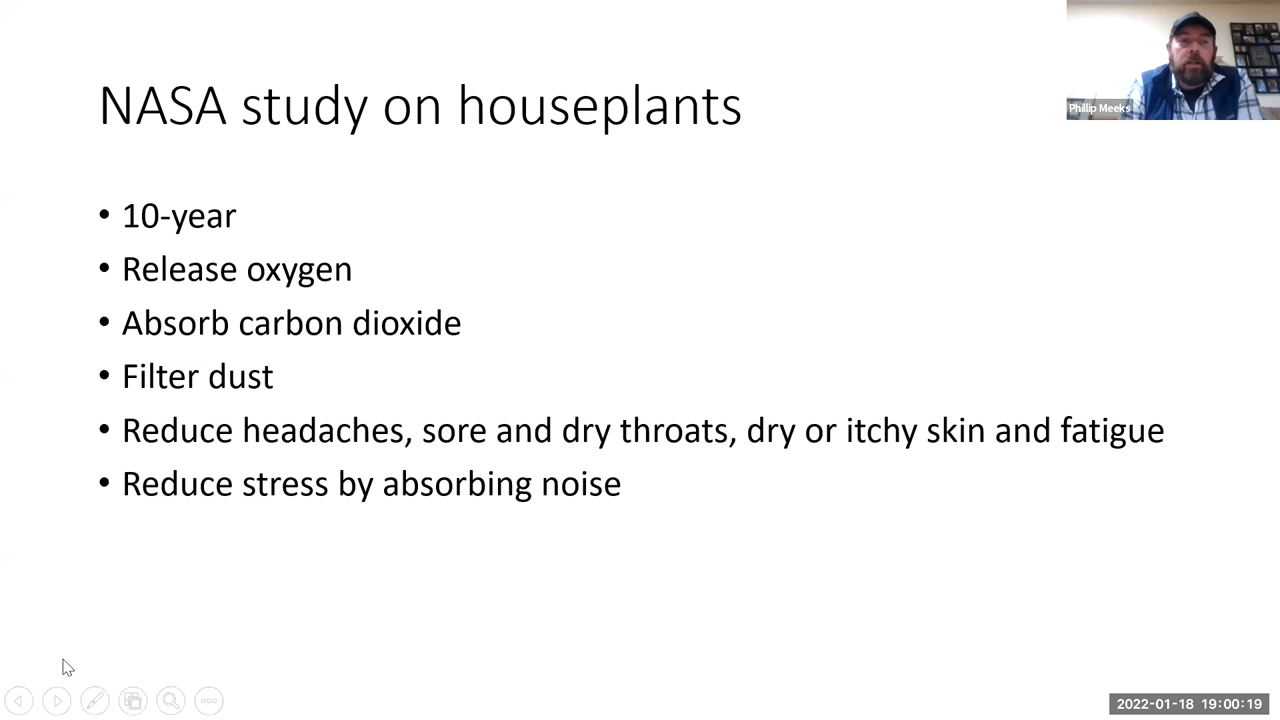 NASA study on houseplants
Phillip Meeks
• 10-year
• Release oxygen
• Absorb carbon dioxide
• Filter dust
• Reduce headaches, sore and dry throats, dry or itchy skin and fatigue
• Reduce stress by absorbing noise
2022-01-18 19:00:19